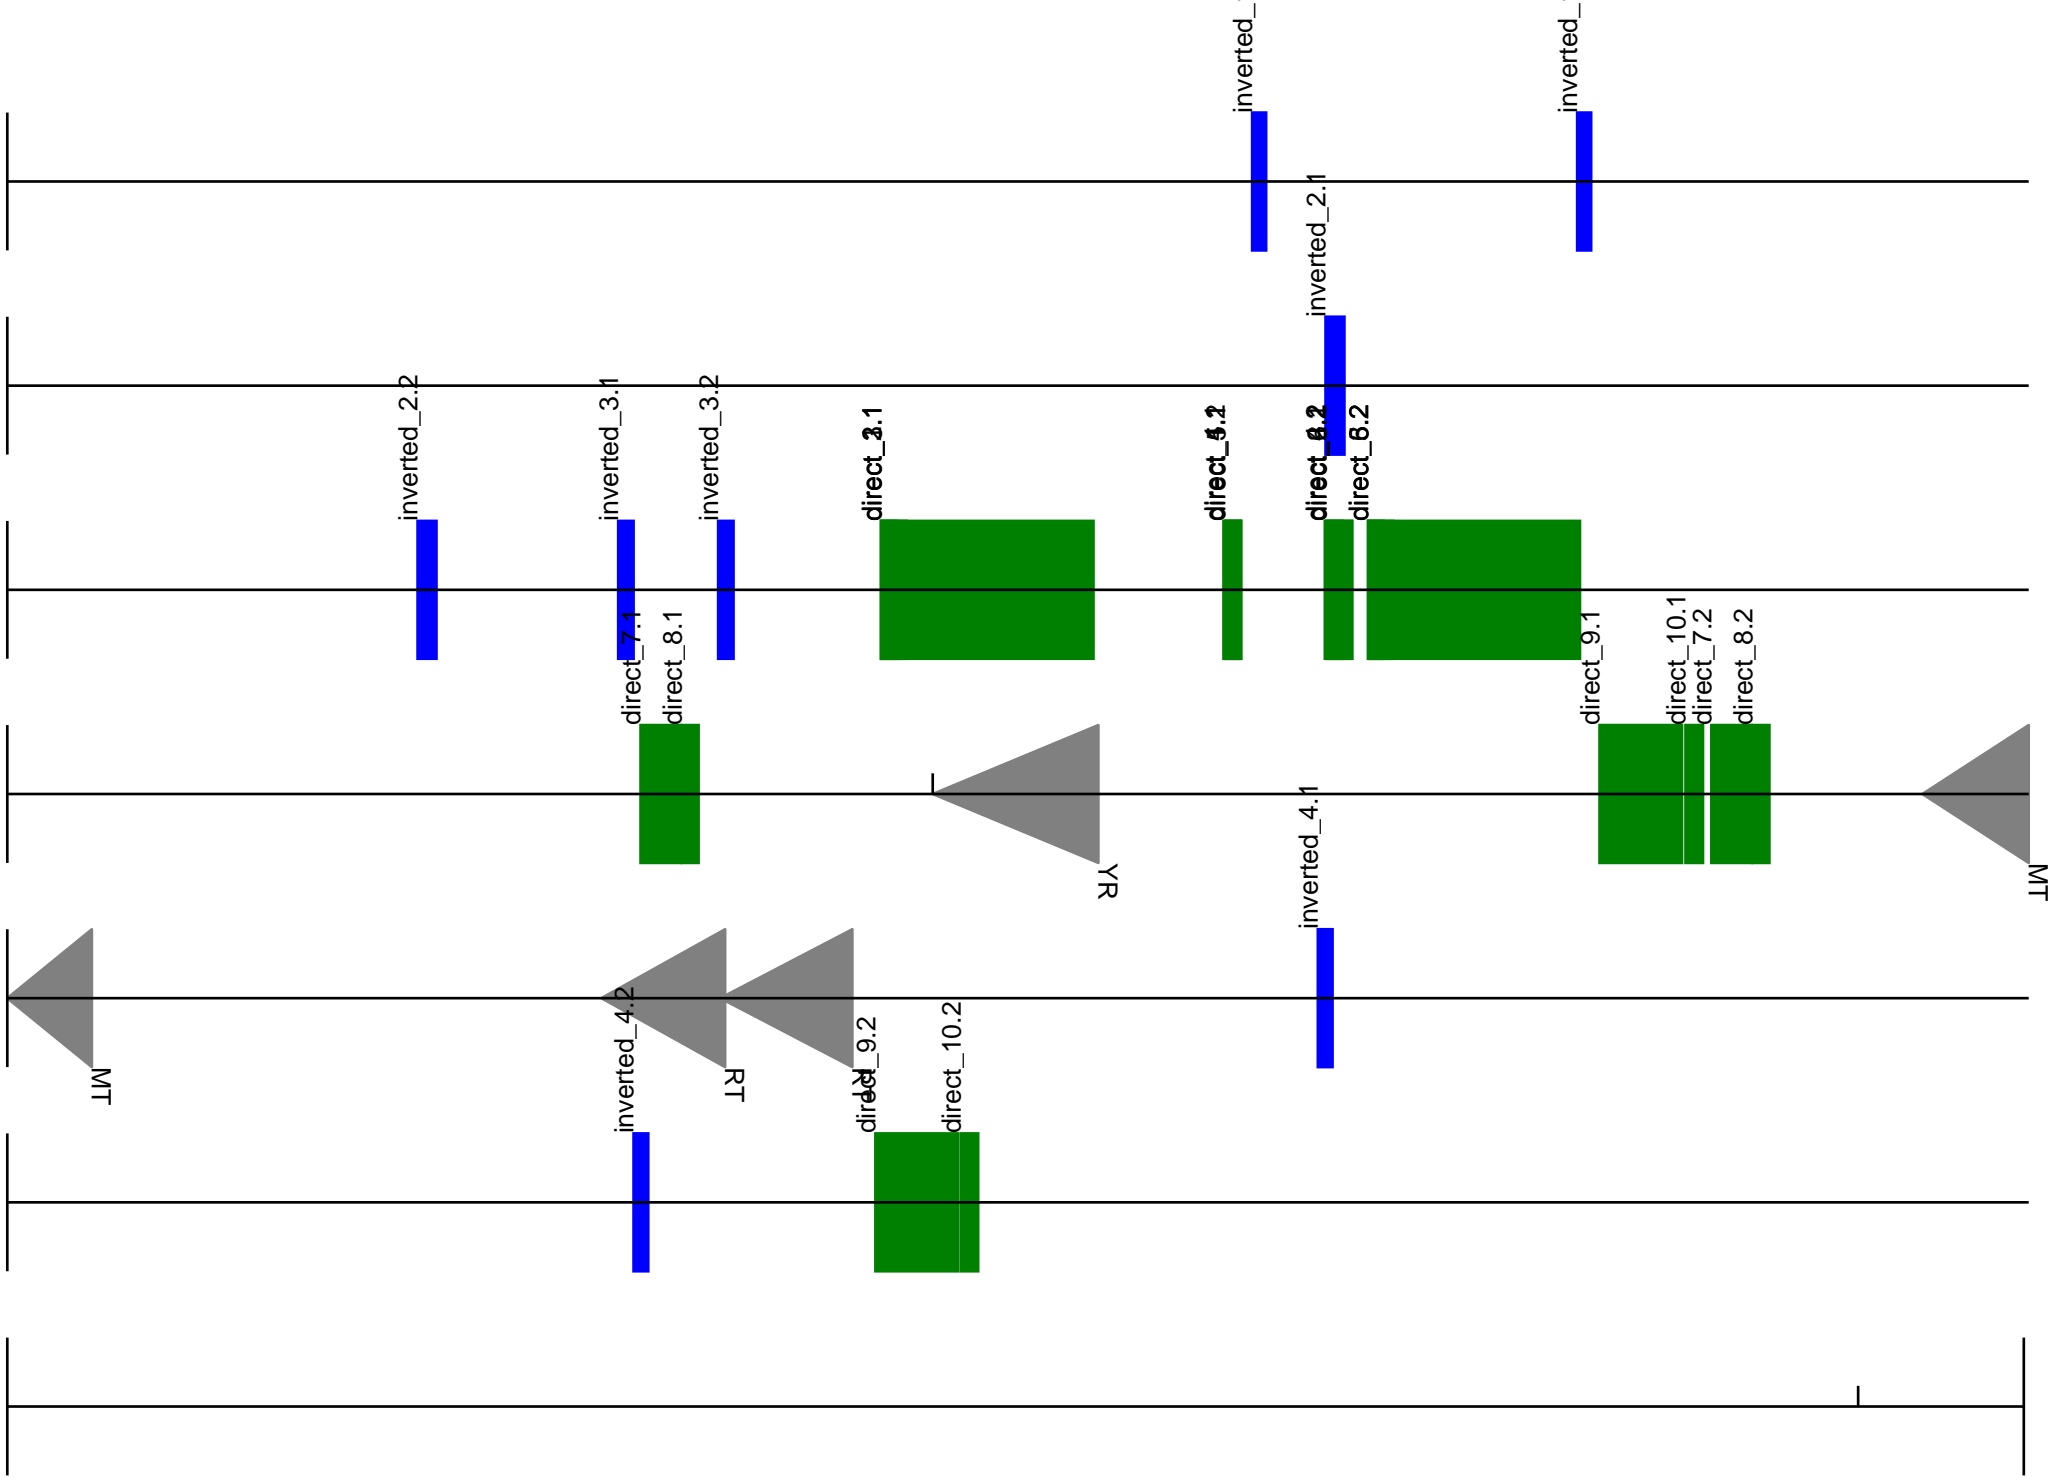 inverted_
inverted_
inverted_2.1
inverted_2.2
inverted_3.1
inverted_3.2
direct_7.1
direct_8.1
direct_9.1
direct_10.1
direct_7.2
direct_8.2
YR
MT
inverted_4.1
MT
RT
RT
inverted_4.2
direct_9.2
direct_10.2